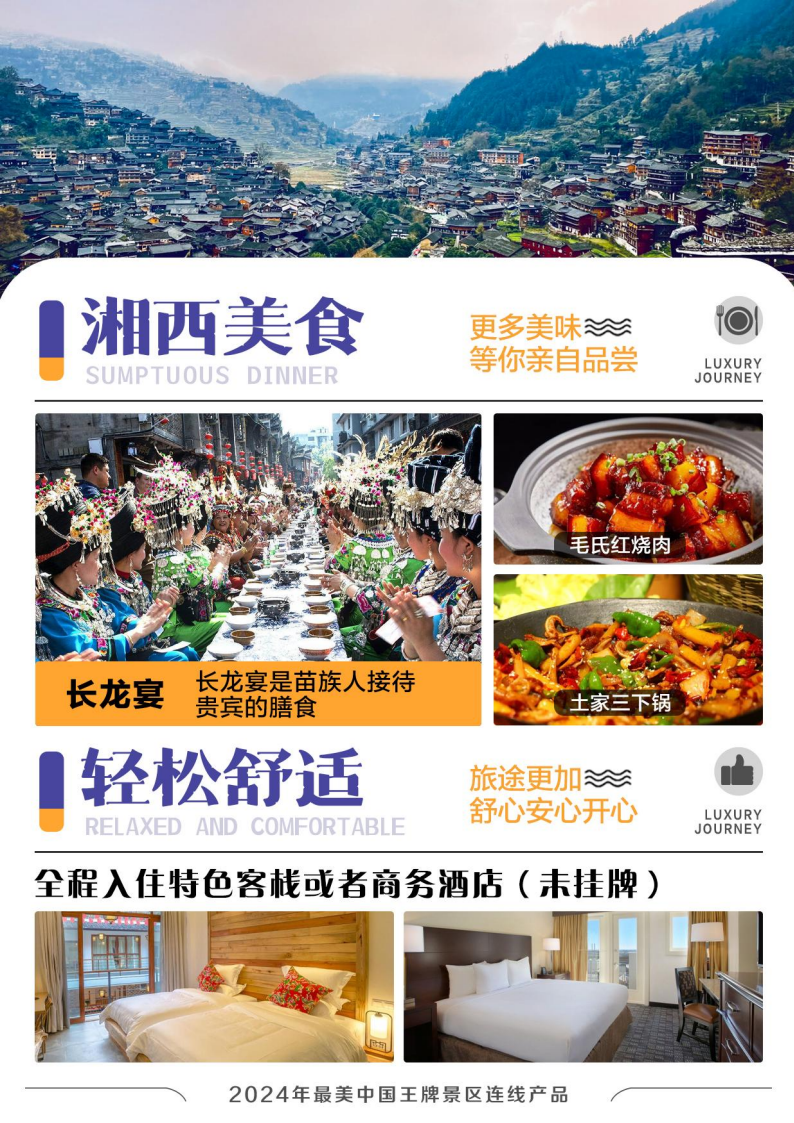 湘西美食
SUMPTUOUS DINNER
更多美味
等你亲自品尝
LUXURY
JOURNEY
毛氏红烧肉
土家三下锅
长龙宴
长龙宴是苗族人接待
贵宾的膳食
轻松舒适
RELAXED AND COMFORTABLE
旅途更加
舒心安心开心
LUXURY
JOURNEY
全程入住特色客栈或者商务酒店（未挂牌）
2024年最美中国王牌景区连线产品